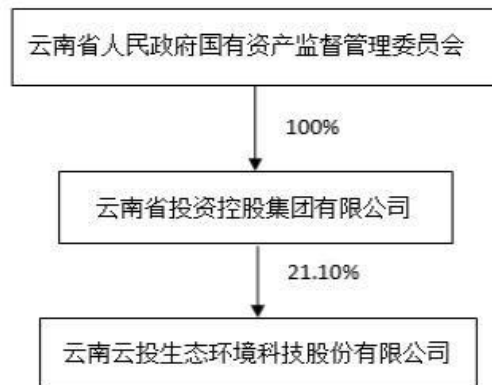 云南省人民政府国有资产监督管理委员会
100%
云南省投资控股集团有限公司
21.10%
云南云投生态环境科技股份有限公司